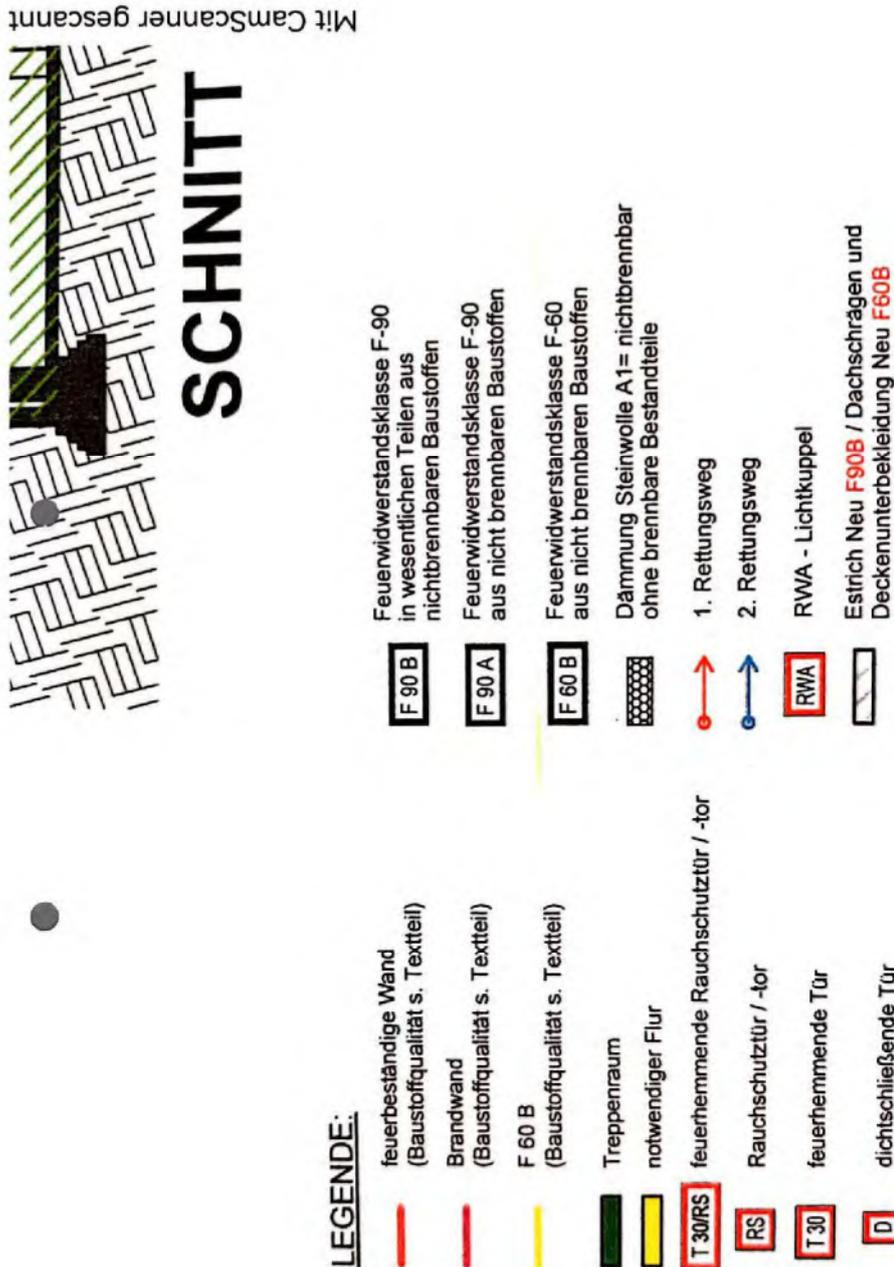 Mit CamScanner gescannt
SCHNITT
LEGENDE:
feuerbeständige Wand
(Baustoffqualität s. Textteil)
Brandwand
(Baustoffqualität s. Textteil)
F 60 B
(Baustoffqualität s. Textteil)
Treppenraum
notwendiger Flur
T 30/RS feuerhemmende Rauchschutztür / -tor
RS Rauchschutztür / -tor
T 30 feuerhemmende Tür
D dichtschließende Tür
F 90 B Feuerwidwerstandsklasse F-90
in wesentlichen Teilen aus
nichtbrennbaren Baustoffen
F 90 A Feuerwidwerstandsklasse F-90
aus nicht brennbaren Baustoffen
F 60 B Feuerwidwerstandsklasse F-60
aus nicht brennbaren Baustoffen
Dämmung Steinwolle A1= nichtbrennbar
ohne brennbare Bestandteile
1. Rettungsweg
2. Rettungsweg
RWA RWA - Lichtkuppel
Estrich Neu F90B / Dachschrägen und
Deckenunterbekleidung Neu F60B